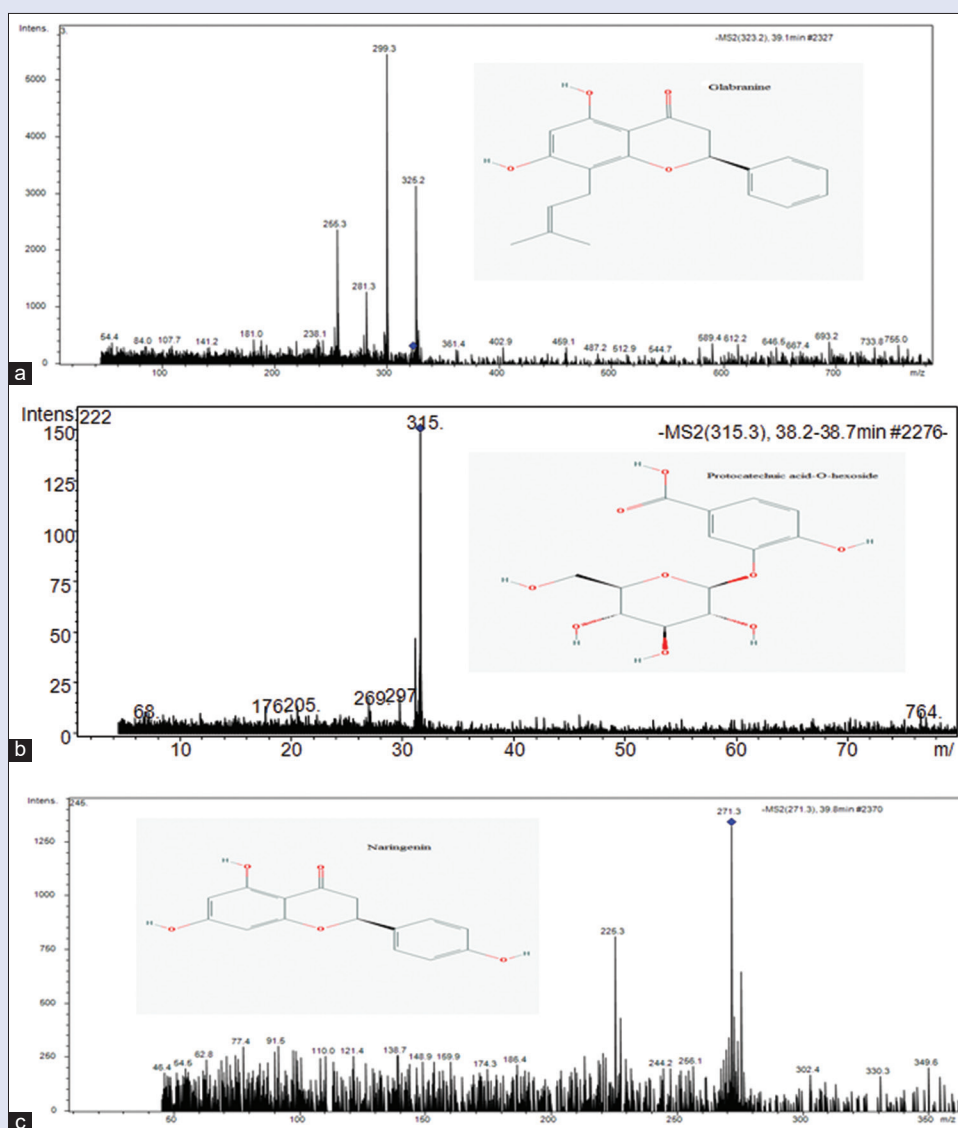 Intens.
3.
-MS2(323.2), 39.1min #2327
299.3
325.2
255.3
281.3
Glabranine
H O O
H O O
5000
4000
3000
2000
1000
0
54.4 84.0 107.7 141.2 181.0 238.1 361.4 402.9 469.1 487.2 512.9 544.7 589.4 612.2 646.5 667.4 693.2 733.8 755.0
100 200 300 400 500 600 700 m/z
a
Intens.222
315.
-MS2(315.3), 38.2-38.7min #2276-
Protocatechuic acid-O-hexoside
H O
O
O H
H O O O
O H O H
H O
150
125
100
75
50
25
0
68. 176 205. 269. 297 764.
10 20 30 40 50 60 70 m/
b
Intens.
246.
271.3
-MS2(271.3), 39.8min #2370
Naringenin
H O O
H O O
O H
225.3
1250
1000
750
500
250
0
46.4 54.5 62.8 77.4 91.5 110.0 121.4 138.7 148.9 159.9 174.3 186.4 244.2 256.1 302.4 330.3 349.6
50 100 150 200 250 300 350 m/z
c